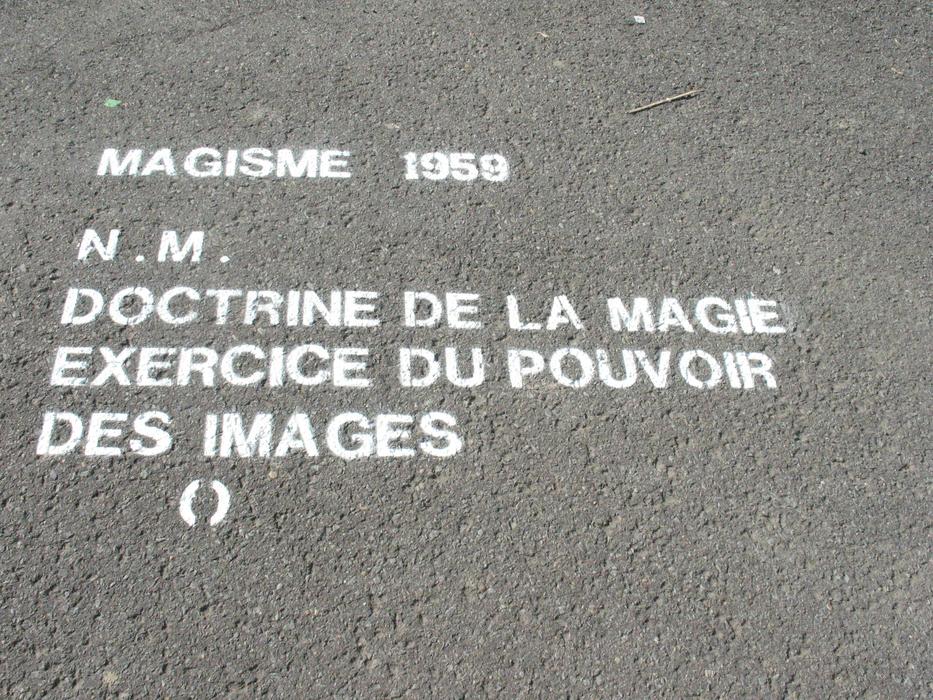 MAGISME 1959
N.M.
DOCTRINE DE LA MAGIE
EXERCICE DU POUVOIR
DES IMAGES
()